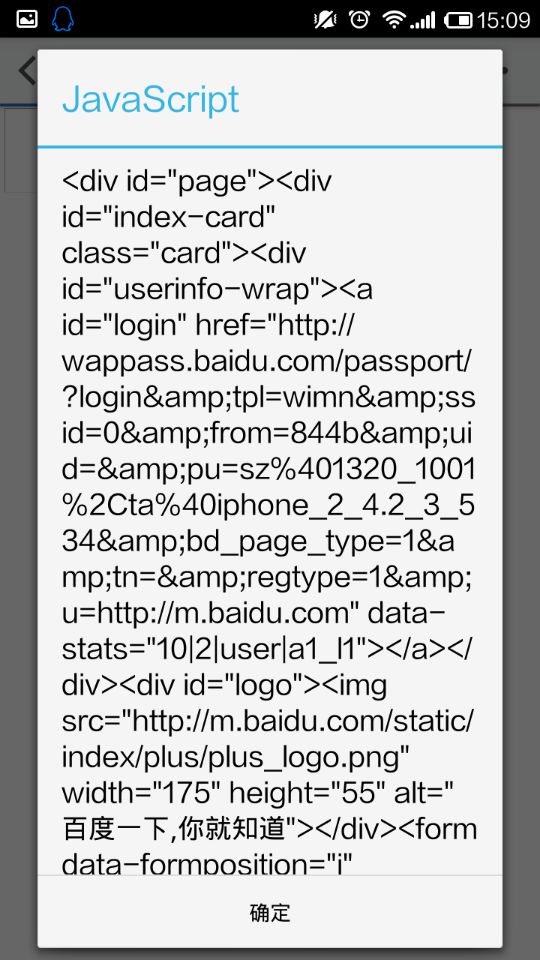 15:09
JavaScript
<div id="page"><div
id="index-card"
class="card"><div
id="userinfo-wrap"><a
id="login" href="http://
wappass.baidu.com/passport/
?login&amp;tpl=wimn&amp;ss
id=0&amp;from=844b&amp;ui
d=&amp;pu=sz%401320_1001
%2Cta%40iphone_2_4.2_3_5
34&amp;bd_page_type=1&a
mp;tn=&amp;regtype=1&amp;
u=http://m.baidu.com" data-
stats="10|2|user|a1_l1"></a></
div><div id="logo"><img
src="http://m.baidu.com/static/
index/plus/plus_logo.png"
width="175" height="55" alt="
百度一下,你就知道"></div><form
data-formposition="i"
确定